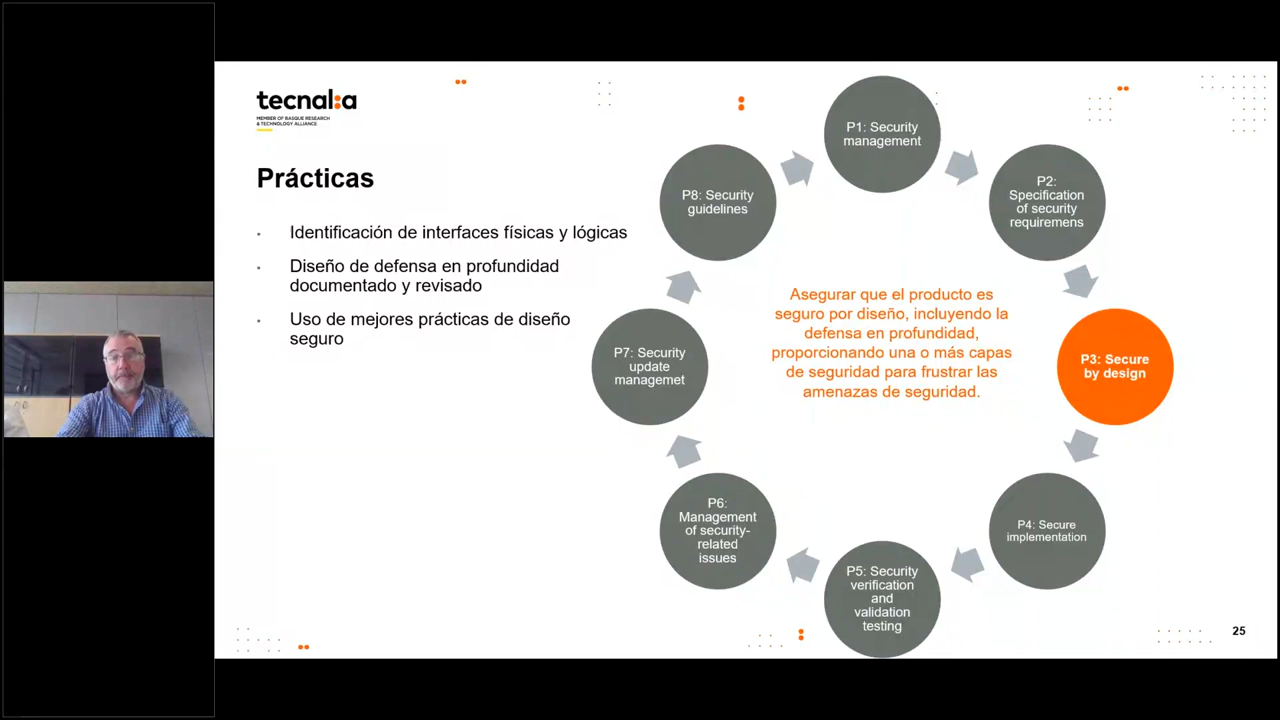 tecnal:a
MEMBER OF BASQUE RESEARCH
& TECHNOLOGY ALLIANCE
Prácticas
Identificación de interfaces físicas y lógicas
Diseño de defensa en profundidad
documentado y revisado
Uso de mejores prácticas de diseño
seguro
P1: Security
management
P2:
Specification
of security
requiremens
P3: Secure
by design
P4: Secure
implementation
P5: Security
verification
and
validation
testing
P6:
Management
of security-
related
issues
P7: Security
update
managemet
P8: Security
guidelines
Asegurar que el producto es
seguro por diseño, incluyendo la
defensa en profundidad,
proporcionando una o más capas
de seguridad para frustrar las
amenazas de seguridad.
25